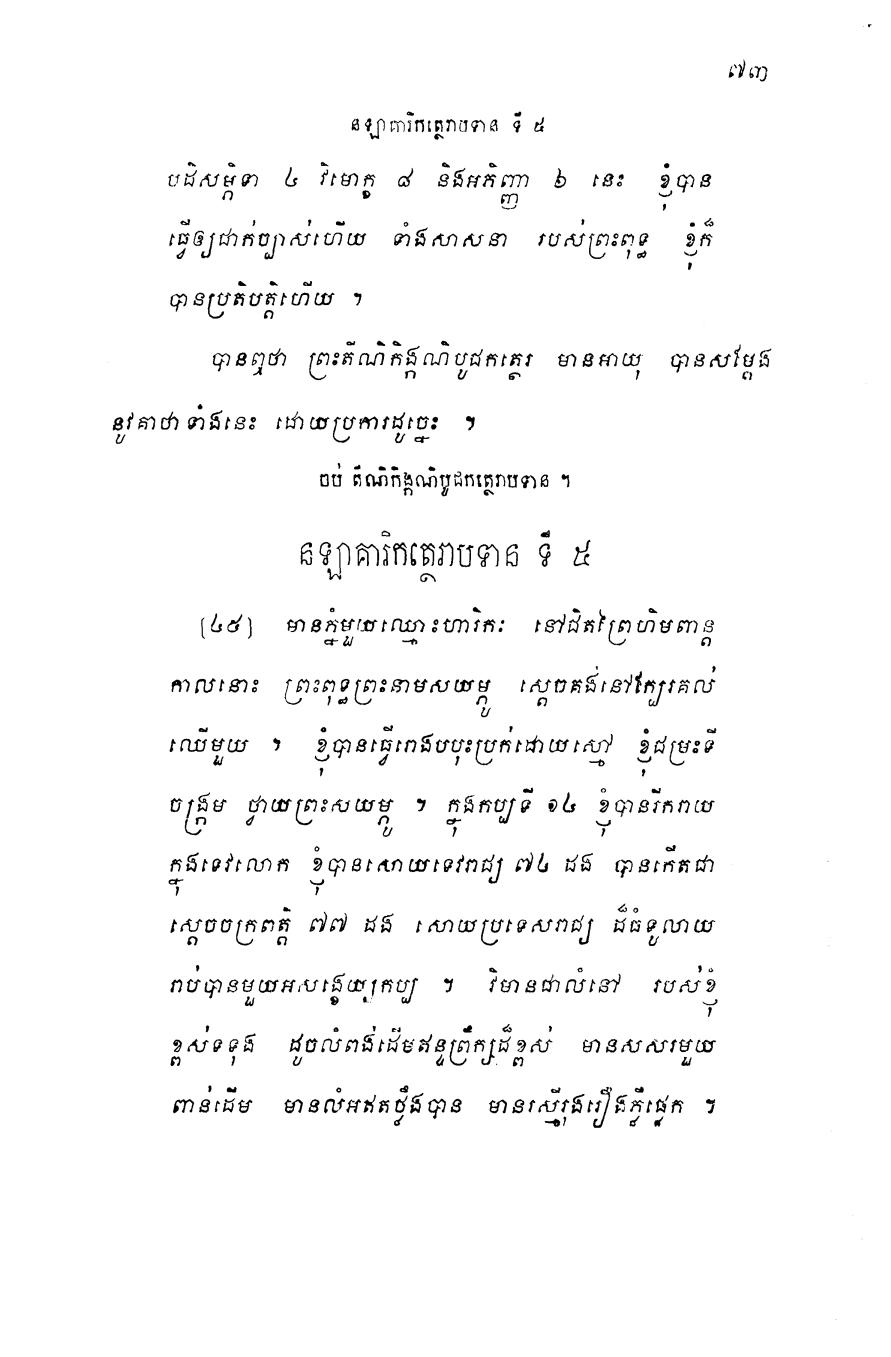 ៧៣
នឡាគារិកត្ថេរាបទាន ទី ៥
បដិសម្ភិទា ៤ វិមោក្ខ ៨ និងអភិញ្ញា ៦ នេះ ខ្ញុំបាន
ធ្វើឲ្យជាក់ច្បាស់ហើយ ទាំងសាសនា របស់ព្រះពុទ្ធ ខ្ញុំក៏
បានប្រតិបត្តិហើយ ។
បានឮថា ព្រះតីណិកិង្កណិបូជកត្ថេរ មានអាយុ បានសម្តែង
នូវគាថាទាំងនេះ ដោយប្រការដូច្នេះ ។
ចប់ តីណិកិង្កណិបូជកត្ថេរាបទាន ។
នឡាគារិកត្ថេរាបទាន ទី ៥
[៤៥] មានភ្នំមួយឈ្មោះហារិកៈ នៅជិតព្រៃហិមពាន្ត
កាលនោះ ព្រះពុទ្ធព្រះនាមសយម្ភូ ស្តេចគង់នៅក្បែរគល់
ឈើមួយ ។ ខ្ញុំបានធ្វើរោងបបុះប្រក់ដោយស្មៅ ខ្ញុំជម្រះទី
ចង្ក្រម ថ្វាយព្រះសយម្ភូ ។ ក្នុងកប្បទី ១៤ ខ្ញុំបានរីករាយ
ក្នុងទេវលោក ខ្ញុំបានសោយទេវរាជ្យ ៧៤ ដង បានកើតជា
ស្តេចចក្រពត្តិ ៧៧ ដង សោយប្រទេសរាជ្យ ដ៏ធំទូលាយ
រាប់បានមួយអសង្ខេយ្យកប្ប ។ វិមានជាលំនៅ របស់ខ្ញុំ
ខ្ពស់ទទុង ដូចលំពង់ដើមឥន្ទព្រឹក្សដ៏ខ្ពស់ មានសសរមួយ
ពាន់ដើម មានលំអឥតថ្លឹងបាន មានរស្មីរុងរឿងភ្លឺផ្លេក ។